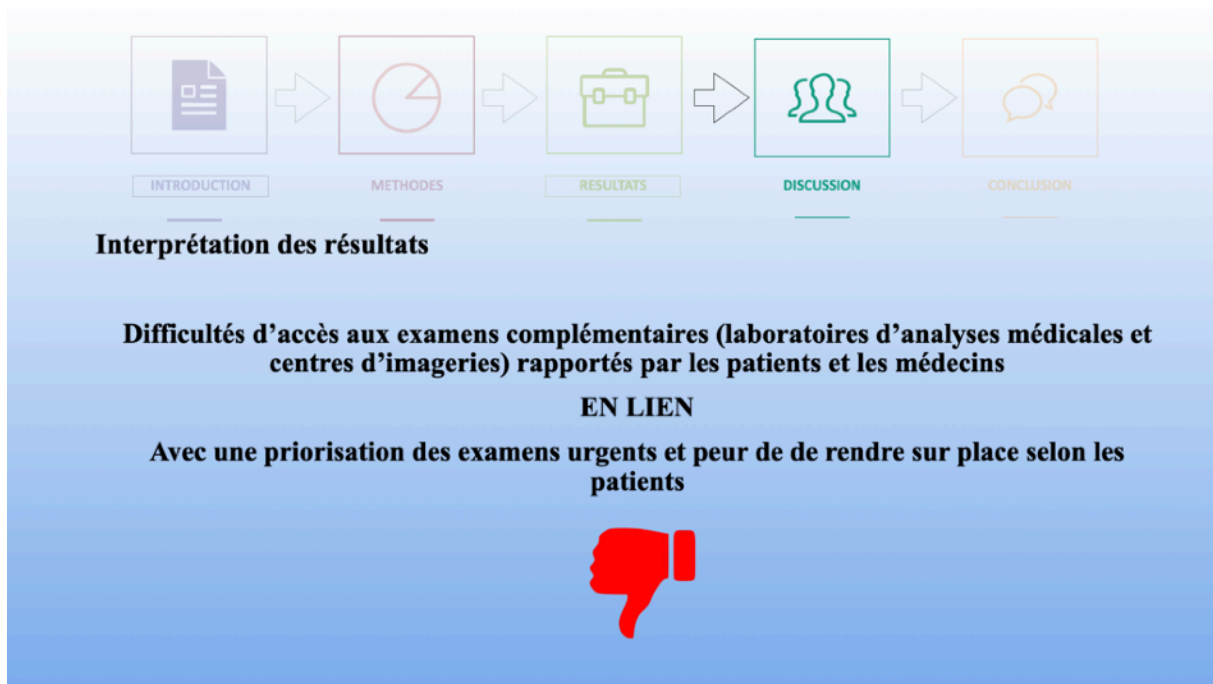 INTRODUCTION
METHODES
RESULTATS
DISCUSSION
CONCLUSION
Interprétation des résultats
Difficultés d’accès aux examens complémentaires (laboratoires d’analyses médicales et
centres d’imageries) rapportés par les patients et les médecins
EN LIEN
Avec une priorisation des examens urgents et peur de de rendre sur place selon les
patients